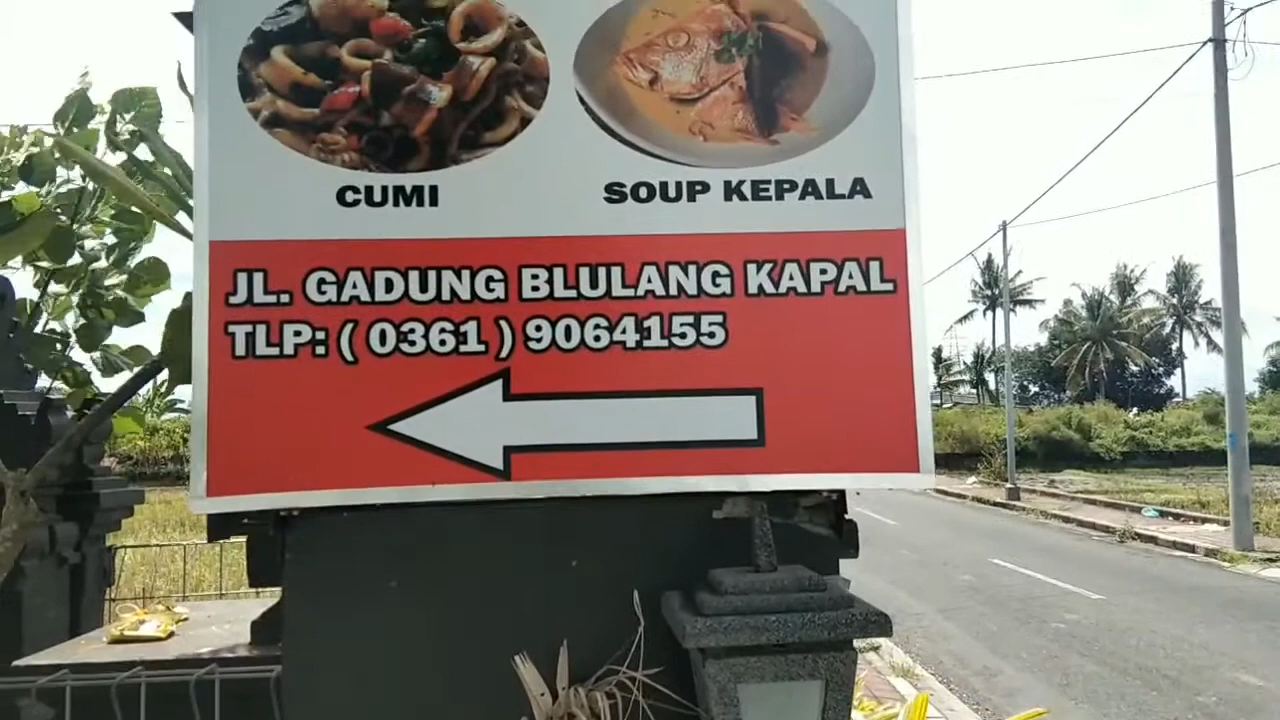 CUMI
SOUP KEPALA
JL. GADUNG BLULANG KAPAL
TLP: ( 0361 ) 9064155